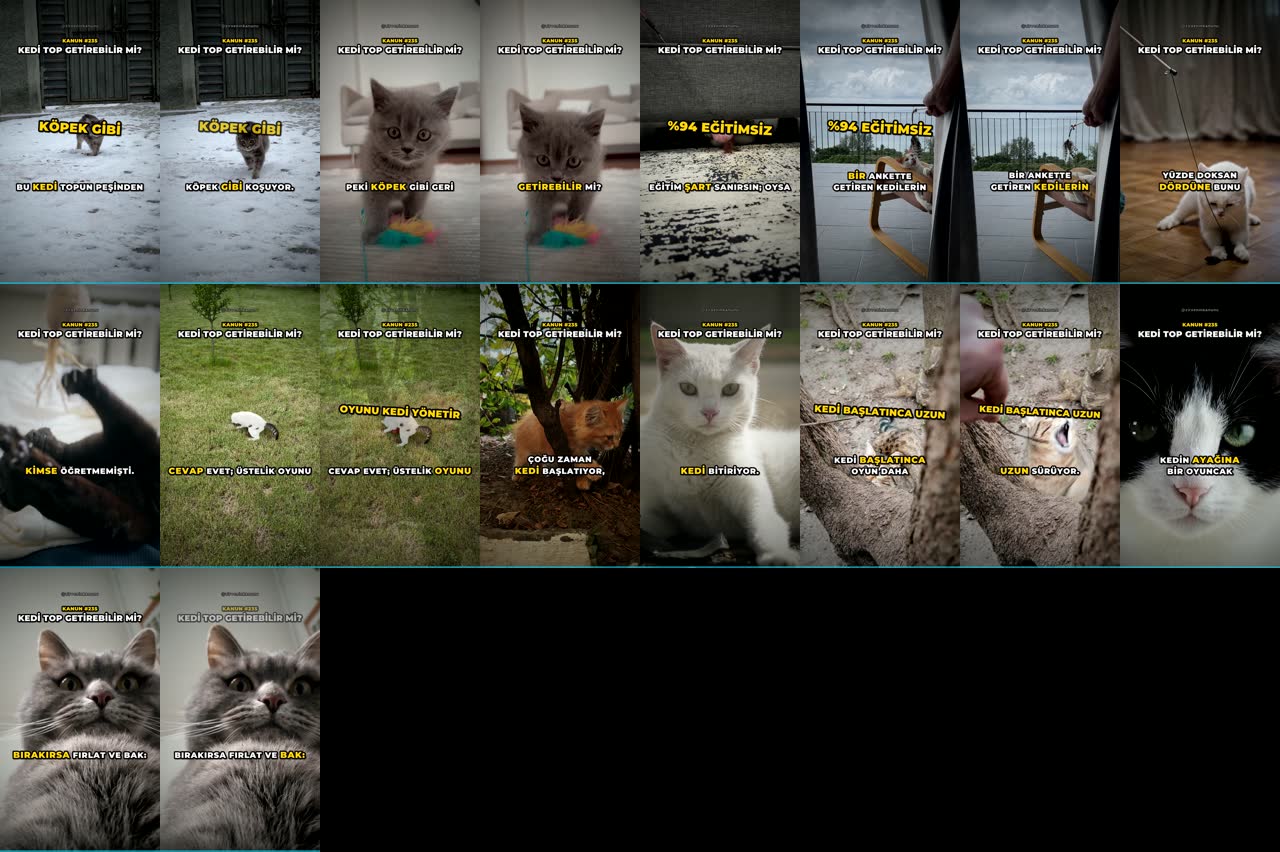 KANUN #235
KEDİ TOP GETİREBİLİR Mİ?
KÖPEK GİBİ
BU KEDİ TOPUN PEŞİNDEN
KANUN #235
KEDİ TOP GETİREBİLİR Mİ?
KÖPEK GİBİ
KÖPEK GİBİ KOŞUYOR.
KANUN #235
KEDİ TOP GETİREBİLİR Mİ?
PEKİ KÖPEK GİBİ GERİ
KANUN #235
KEDİ TOP GETİREBİLİR Mİ?
GETİREBİLİR Mİ?
KANUN #235
KEDİ TOP GETİREBİLİR Mİ?
%94 EĞİTİMSİZ
EĞİTİM ŞART SANIRSIN; OYSA
KANUN #235
KEDİ TOP GETİREBİLİR Mİ?
%94 EĞİTİMSİZ
BİR ANKETTE
GETİREN KEDİLERİN
KANUN #235
KEDİ TOP GETİREBİLİR Mİ?
BİR ANKETTE
GETİREN KEDİLERİN
KANUN #235
KEDİ TOP GETİREBİLİR Mİ?
YÜZDE DOKSAN
DÖRDÜNE BUNU
KANUN #235
KEDİ TOP GETİREBİLİR Mİ?
KİMSE ÖĞRETMEMİŞTİ.
KANUN #235
KEDİ TOP GETİREBİLİR Mİ?
CEVAP EVET; ÜSTELİK OYUNU
KANUN #235
KEDİ TOP GETİREBİLİR Mİ?
OYUNU KEDİ YÖNETİR
CEVAP EVET; ÜSTELİK OYUNU
KANUN #235
KEDİ TOP GETİREBİLİR Mİ?
ÇOĞU ZAMAN
KEDİ BAŞLATIYOR,
KANUN #235
KEDİ TOP GETİREBİLİR Mİ?
KEDİ BİTİRİYOR.
KANUN #235
KEDİ TOP GETİREBİLİR Mİ?
KEDİ BAŞLATINCA UZUN
KEDİ BAŞLATINCA
OYUN DAHA
KANUN #235
KEDİ TOP GETİREBİLİR Mİ?
KEDİ BAŞLATINCA UZUN
UZUN SÜRÜYOR.
KANUN #235
KEDİ TOP GETİREBİLİR Mİ?
KEDİN AYAĞINA
BİR OYUNCAK
KANUN #235
KEDİ TOP GETİREBİLİR Mİ?
BIRAKIRSA FIRLAT VE BAK:
KANUN #235
KEDİ TOP GETİREBİLİR Mİ?
BIRAKIRSA FIRLAT VE BAK: